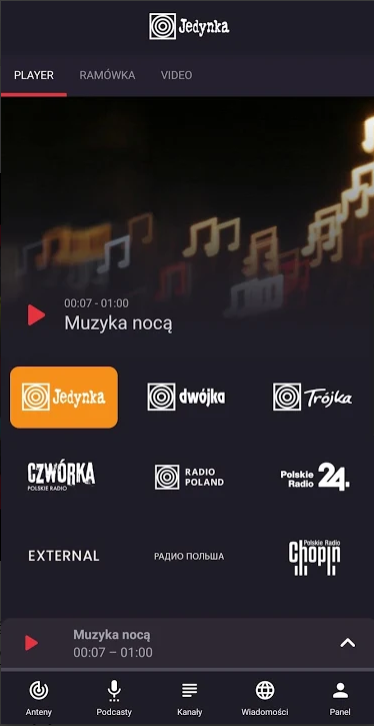 Jedynka
PLAYER RAMÓWKA VIDEO
00:07 - 01:00
Muzyka nocą
Jedynka dwójka Trójka
CZWÓRKA
POLSKIE RADIO
RADIO
POLAND
Polskie
Radio 24.
EXTERNAL
РАДИО ПОЛЬША
Polskie Radio
Chopin
Muzyka nocą
00:07 – 01:00
Anteny Podcasty Kanały Wiadomości Panel